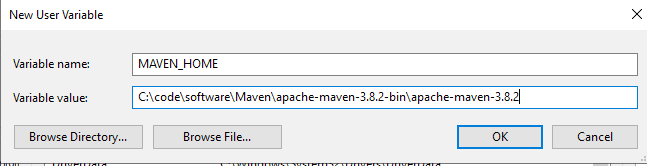 New User Variable
Variable name: MAVEN_HOME
Variable value: C:\code\software\Maven\apache-maven-3.8.2-bin\apache-maven-3.8.2
Browse Directory... Browse File... OK Cancel